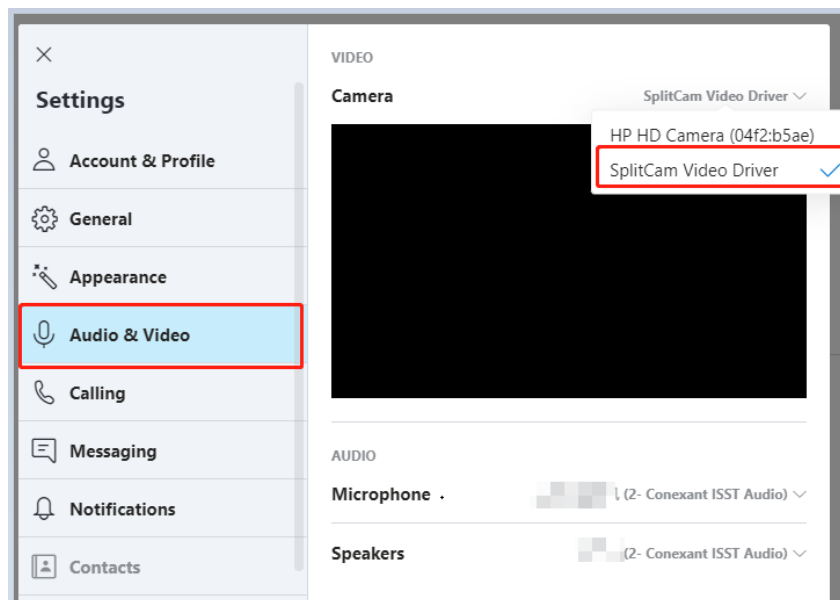 Settings
Account & Profile
General
Appearance
Audio & Video
Calling
Messaging
Notifications
Contacts
VIDEO
Camera
SplitCam Video Driver
HP HD Camera (04f2:b5ae)
SplitCam Video Driver
AUDIO
Microphone
(2- Conexant ISST Audio)
Speakers
(2- Conexant ISST Audio)